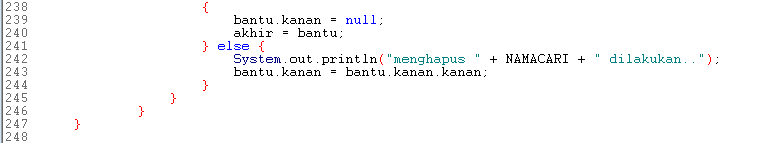 238                     {
239                         bantu.kanan = null;
240                         akhir = bantu;
241                     } else {
242                         System.out.println("menghapus " + NAMACARI + " dilakukan..");
243                         bantu.kanan = bantu.kanan.kanan;
244                     }
245                 }
246             }
247     }
248